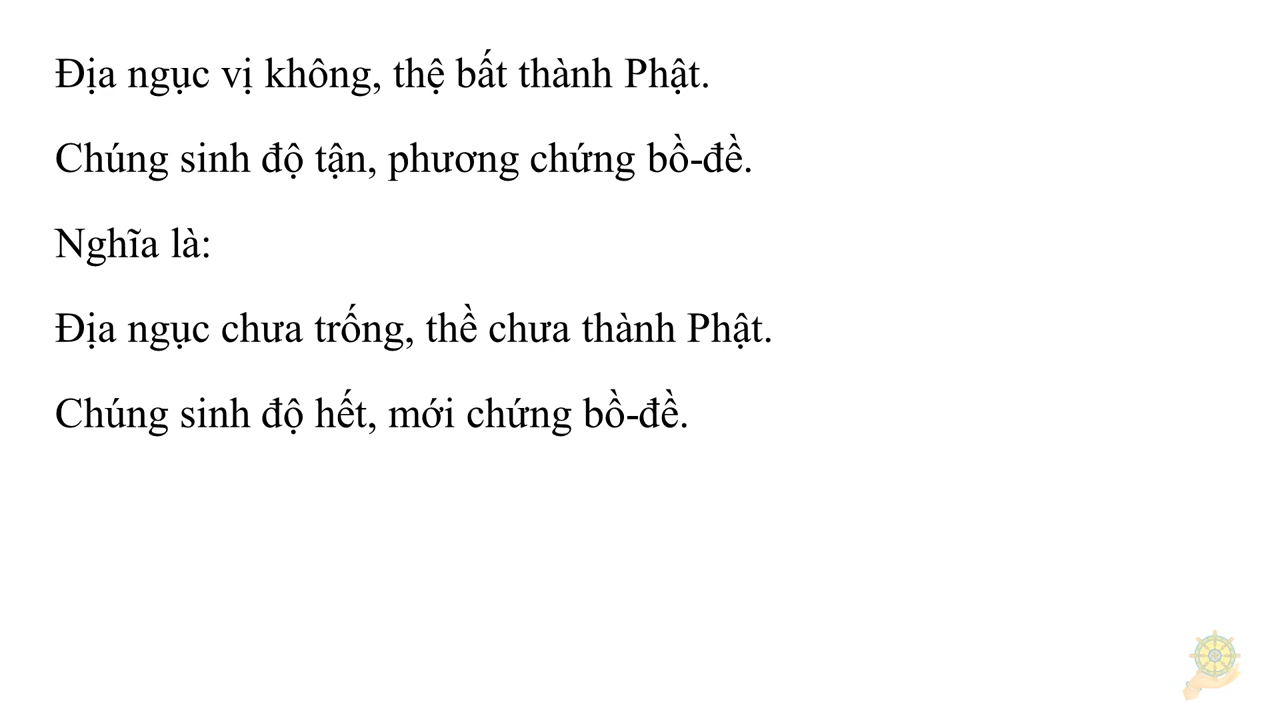 Địa ngục vị không, thệ bất thành Phật.
Chúng sinh độ tận, phương chứng bồ-đề.
Nghĩa là:
Địa ngục chưa trống, thề chưa thành Phật.
Chúng sinh độ hết, mới chứng bồ-đề.